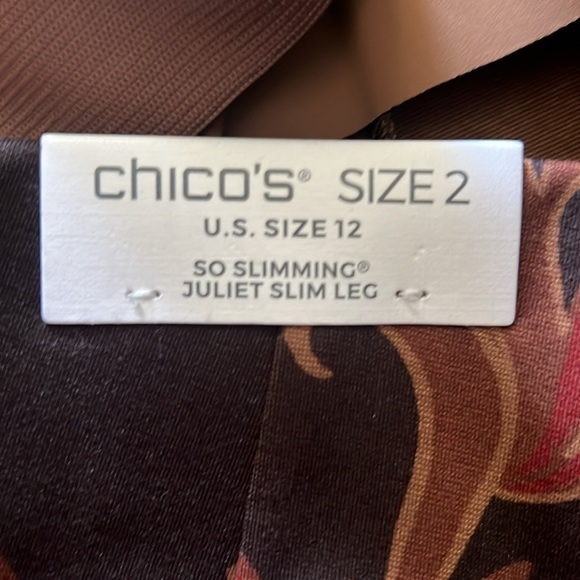 chico's® SIZE 2
U.S. SIZE 12
SO SLIMMING®
JULIET SLIM LEG